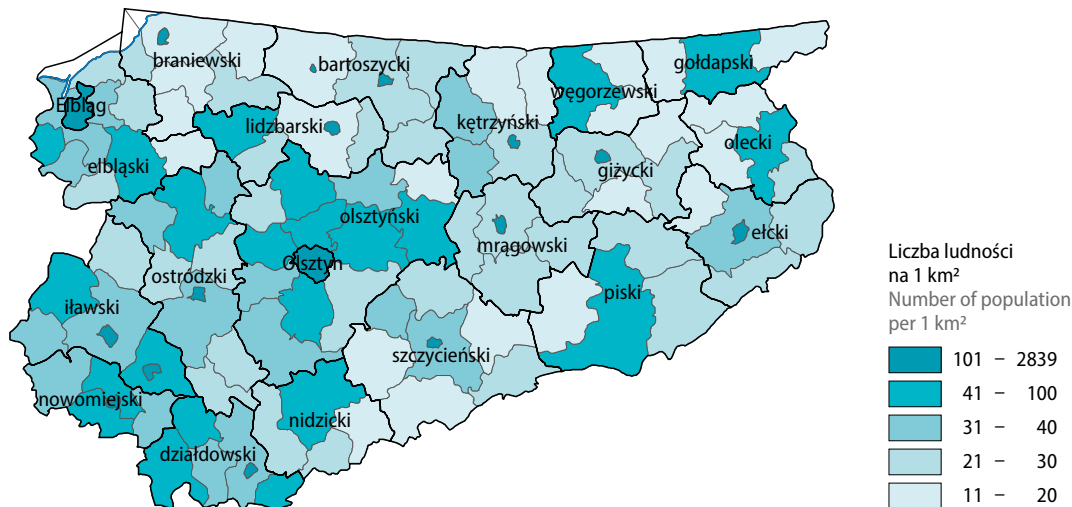 braniewski
bartoszycki
gołdapski
węgorzewski
Elbląg
lidzbarski
kętrzyński
olecki
elbląski
giżycki
olsztyński
mrągowski
ełcki
Olsztyn
ostródzki
piski
iławski
szczycieński
nowomiejski
nidzicki
działdowski
Liczba ludności
na 1 km²
Number of population
per 1 km²
101 – 2839
41 – 100
31 – 40
21 – 30
11 – 20